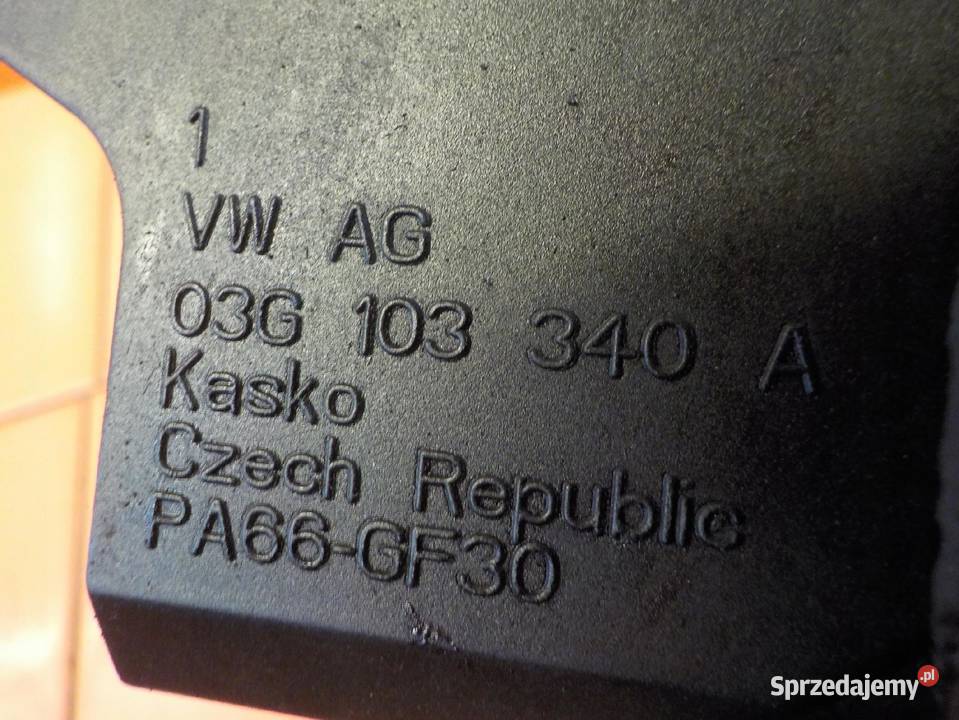 1
VW AG
03G 103 340 A
Kasko
Czech Republic
PA66-GF30
Sprzedajemy.pl